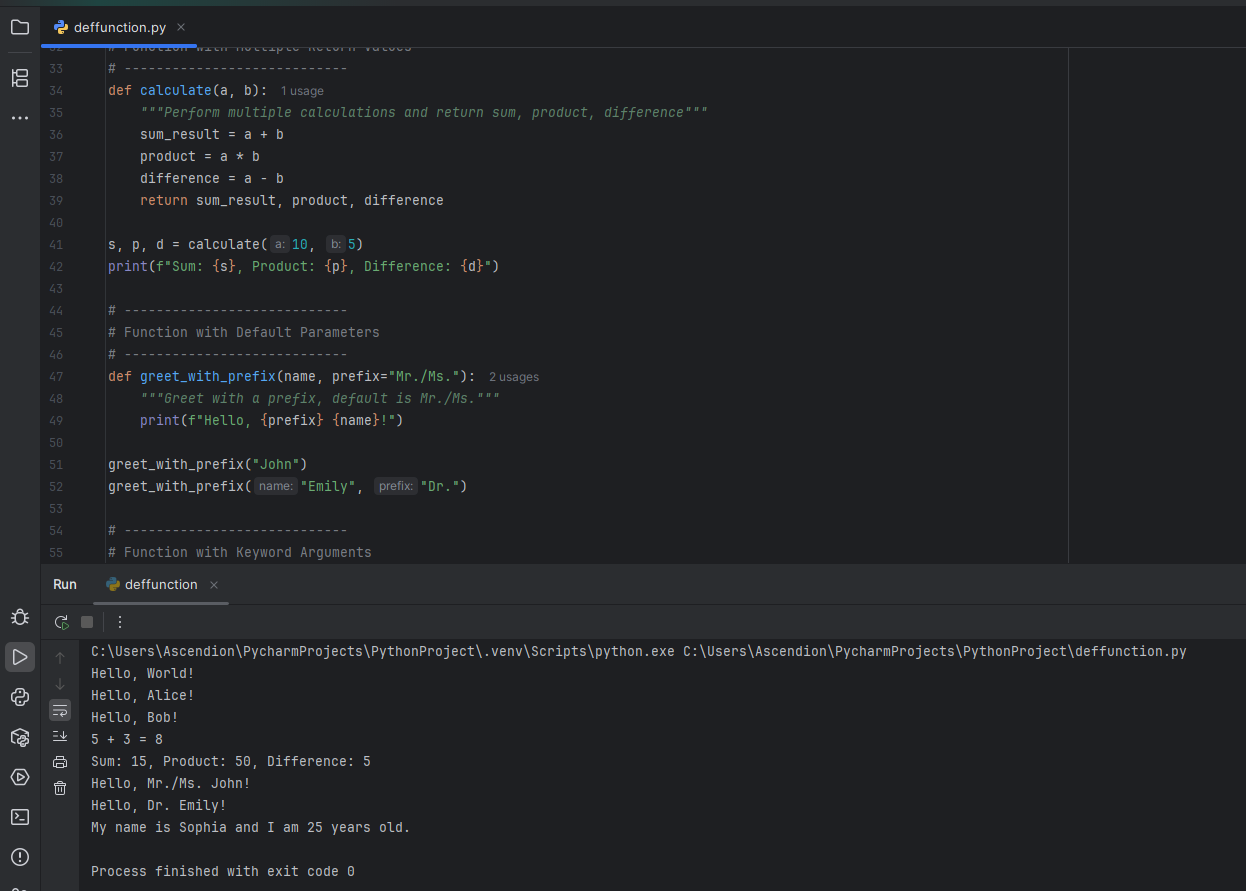 deffunction.py
32 # Function with Multiple Return Values
33 # ----------------------------
34 def calculate(a, b): 1 usage
35     """Perform multiple calculations and return sum, product, difference"""
36     sum_result = a + b
37     product = a * b
38     difference = a - b
39     return sum_result, product, difference
40
41 s, p, d = calculate( a: 10, b: 5)
42 print(f"Sum: {s}, Product: {p}, Difference: {d}")
43
44 # ----------------------------
45 # Function with Default Parameters
46 # ----------------------------
47 def greet_with_prefix(name, prefix="Mr./Ms."): 2 usages
48     """Greet with a prefix, default is Mr./Ms."""
49     print(f"Hello, {prefix} {name}!")
50
51 greet_with_prefix("John")
52 greet_with_prefix( name: "Emily", prefix: "Dr.")
53
54 # ----------------------------
55 # Function with Keyword Arguments
Run deffunction
C:\Users\Ascendion\PycharmProjects\PythonProject\.venv\Scripts\python.exe C:\Users\Ascendion\PycharmProjects\PythonProject\deffunction.py
Hello, World!
Hello, Alice!
Hello, Bob!
5 + 3 = 8
Sum: 15, Product: 50, Difference: 5
Hello, Mr./Ms. John!
Hello, Dr. Emily!
My name is Sophia and I am 25 years old.

Process finished with exit code 0